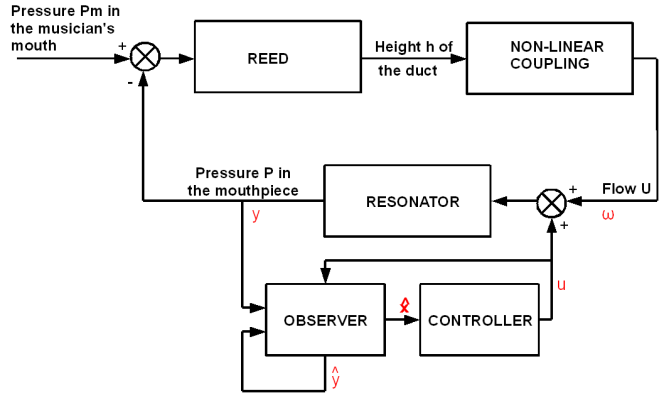 Pressure Pm in
the musician's
mouth
+
-
REED
Height h of
the duct
NON-LINEAR
COUPLING
Pressure P in
the mouthpiece
y
RESONATOR
+
Flow U
ω
+
u
OBSERVER
x̂
CONTROLLER
ŷ